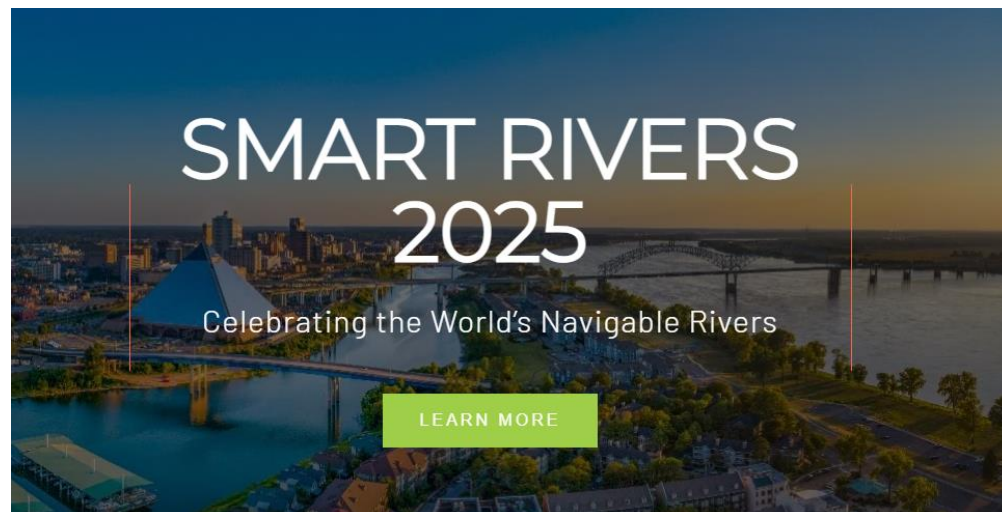 SMART RIVERS
2025
Celebrating the World's Navigable Rivers
LEARN MORE